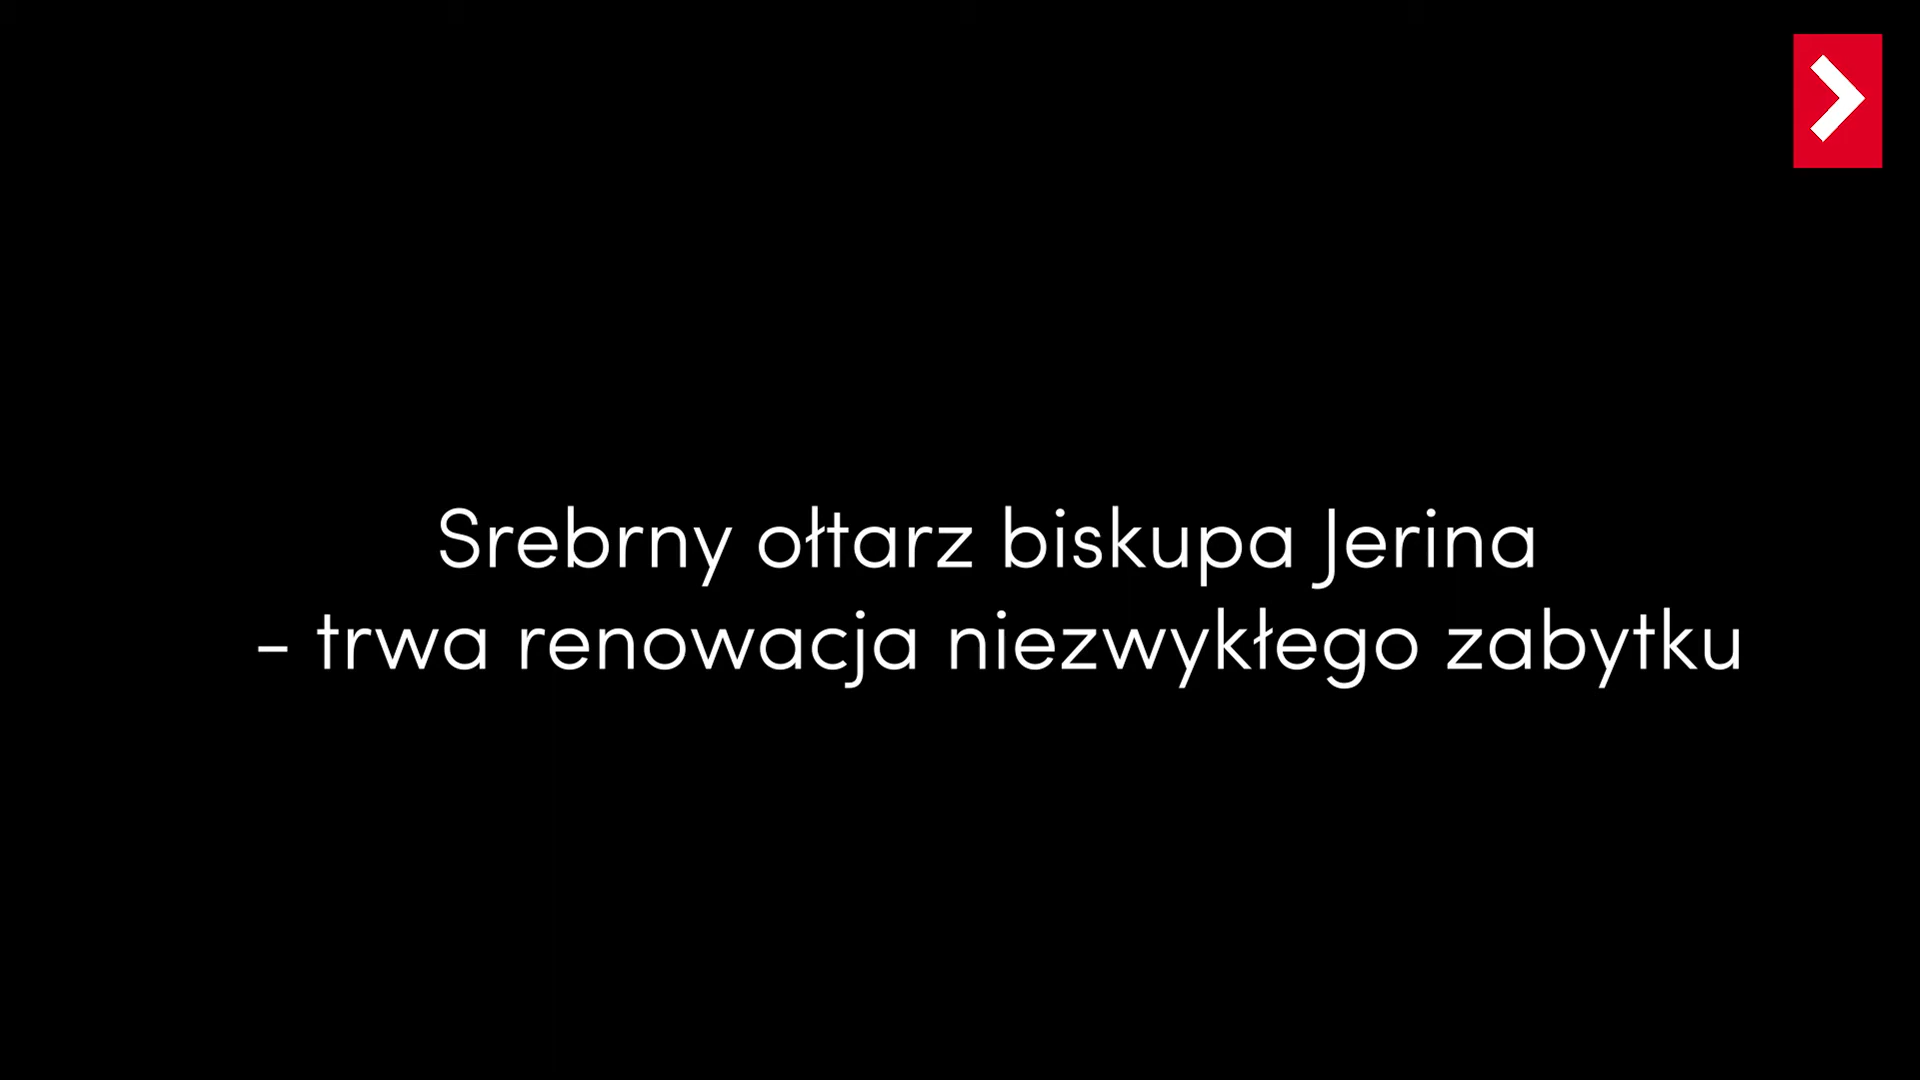 Srebrny ołtarz biskupa Jerina
- trwa renowacja niezwykłego zabytku